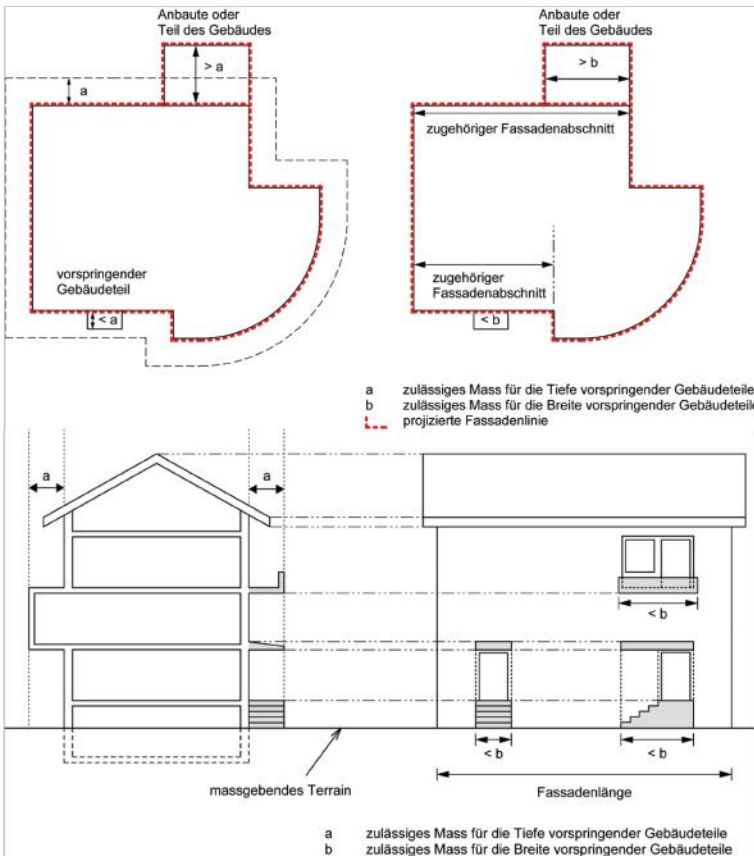 Anbaute oder
Teil des Gebäudes
> a
a
vorspringender
Gebäudeteil
< a
Anbaute oder
Teil des Gebäudes
> b
zugehöriger Fassadenabschnitt
zugehöriger
Fassadenabschnitt
< b
a zulässiges Mass für die Tiefe vorspringender Gebäudeteile
b zulässiges Mass für die Breite vorspringender Gebäudeteile
projizierte Fassadenlinie
a
a
< b
< b
< b
massgebendes Terrain
Fassadenlänge
a zulässiges Mass für die Tiefe vorspringender Gebäudeteile
b zulässiges Mass für die Breite vorspringender Gebäudeteile